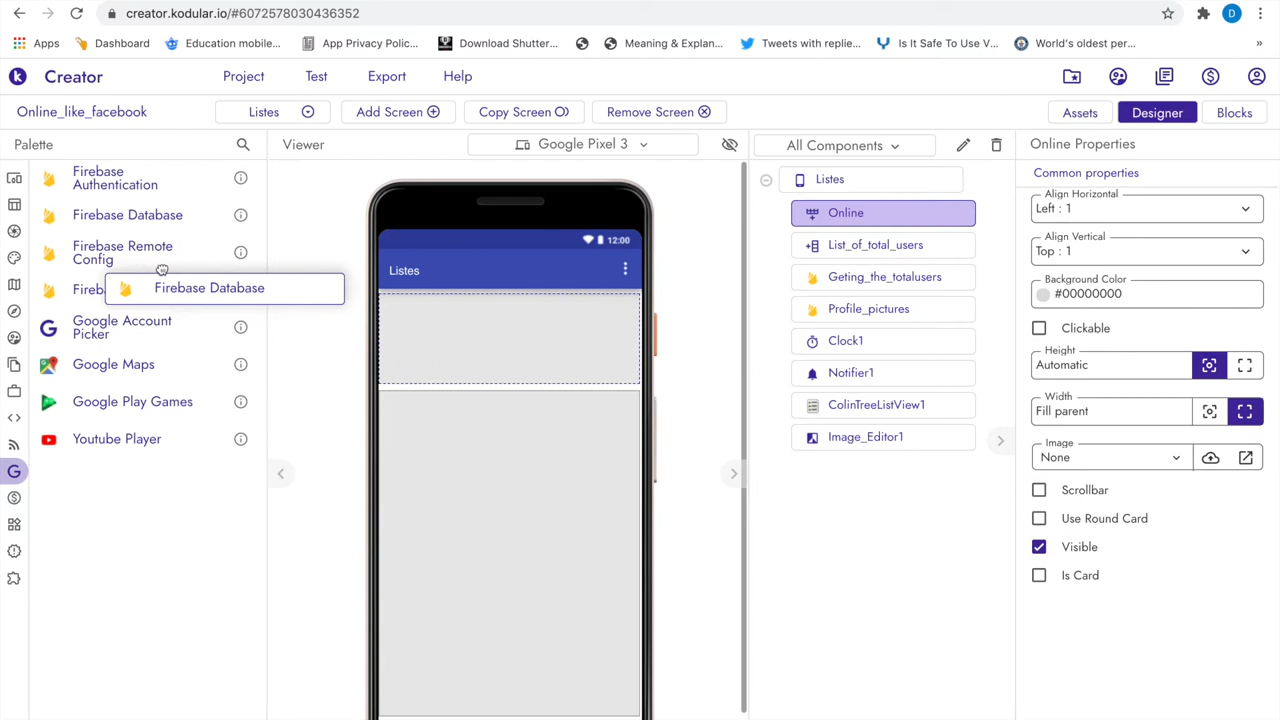 creator.kodular.io/#6072578030436352
D
Apps
Dashboard
Education mobile...
App Privacy Polic...
Download Shutter...
Meaning & Explan...
Tweets with replie...
Is It Safe To Use V...
World's oldest per...
»
Creator
Project
Test
Export
Help
Online_like_facebook
Listes
Add Screen
Copy Screen
Remove Screen
Assets
Designer
Blocks
Palette
Viewer
Google Pixel 3
All Components
Online Properties
Firebase
Authentication
Firebase Database
Firebase Remote
Config
Fireb
Firebase Database
Google Account
Picker
Google Maps
Google Play Games
Youtube Player
12:00
Listes
Listes
Online
List_of_total_users
Geting_the_totalusers
Profile_pictures
Clock1
Notifier1
ColinTreeListView1
Image_Editor1
Common properties
Align Horizontal
Left : 1
Align Vertical
Top : 1
Background Color
#00000000
Clickable
Height
Automatic
Width
Fill parent
Image
None
Scrollbar
Use Round Card
Visible
Is Card